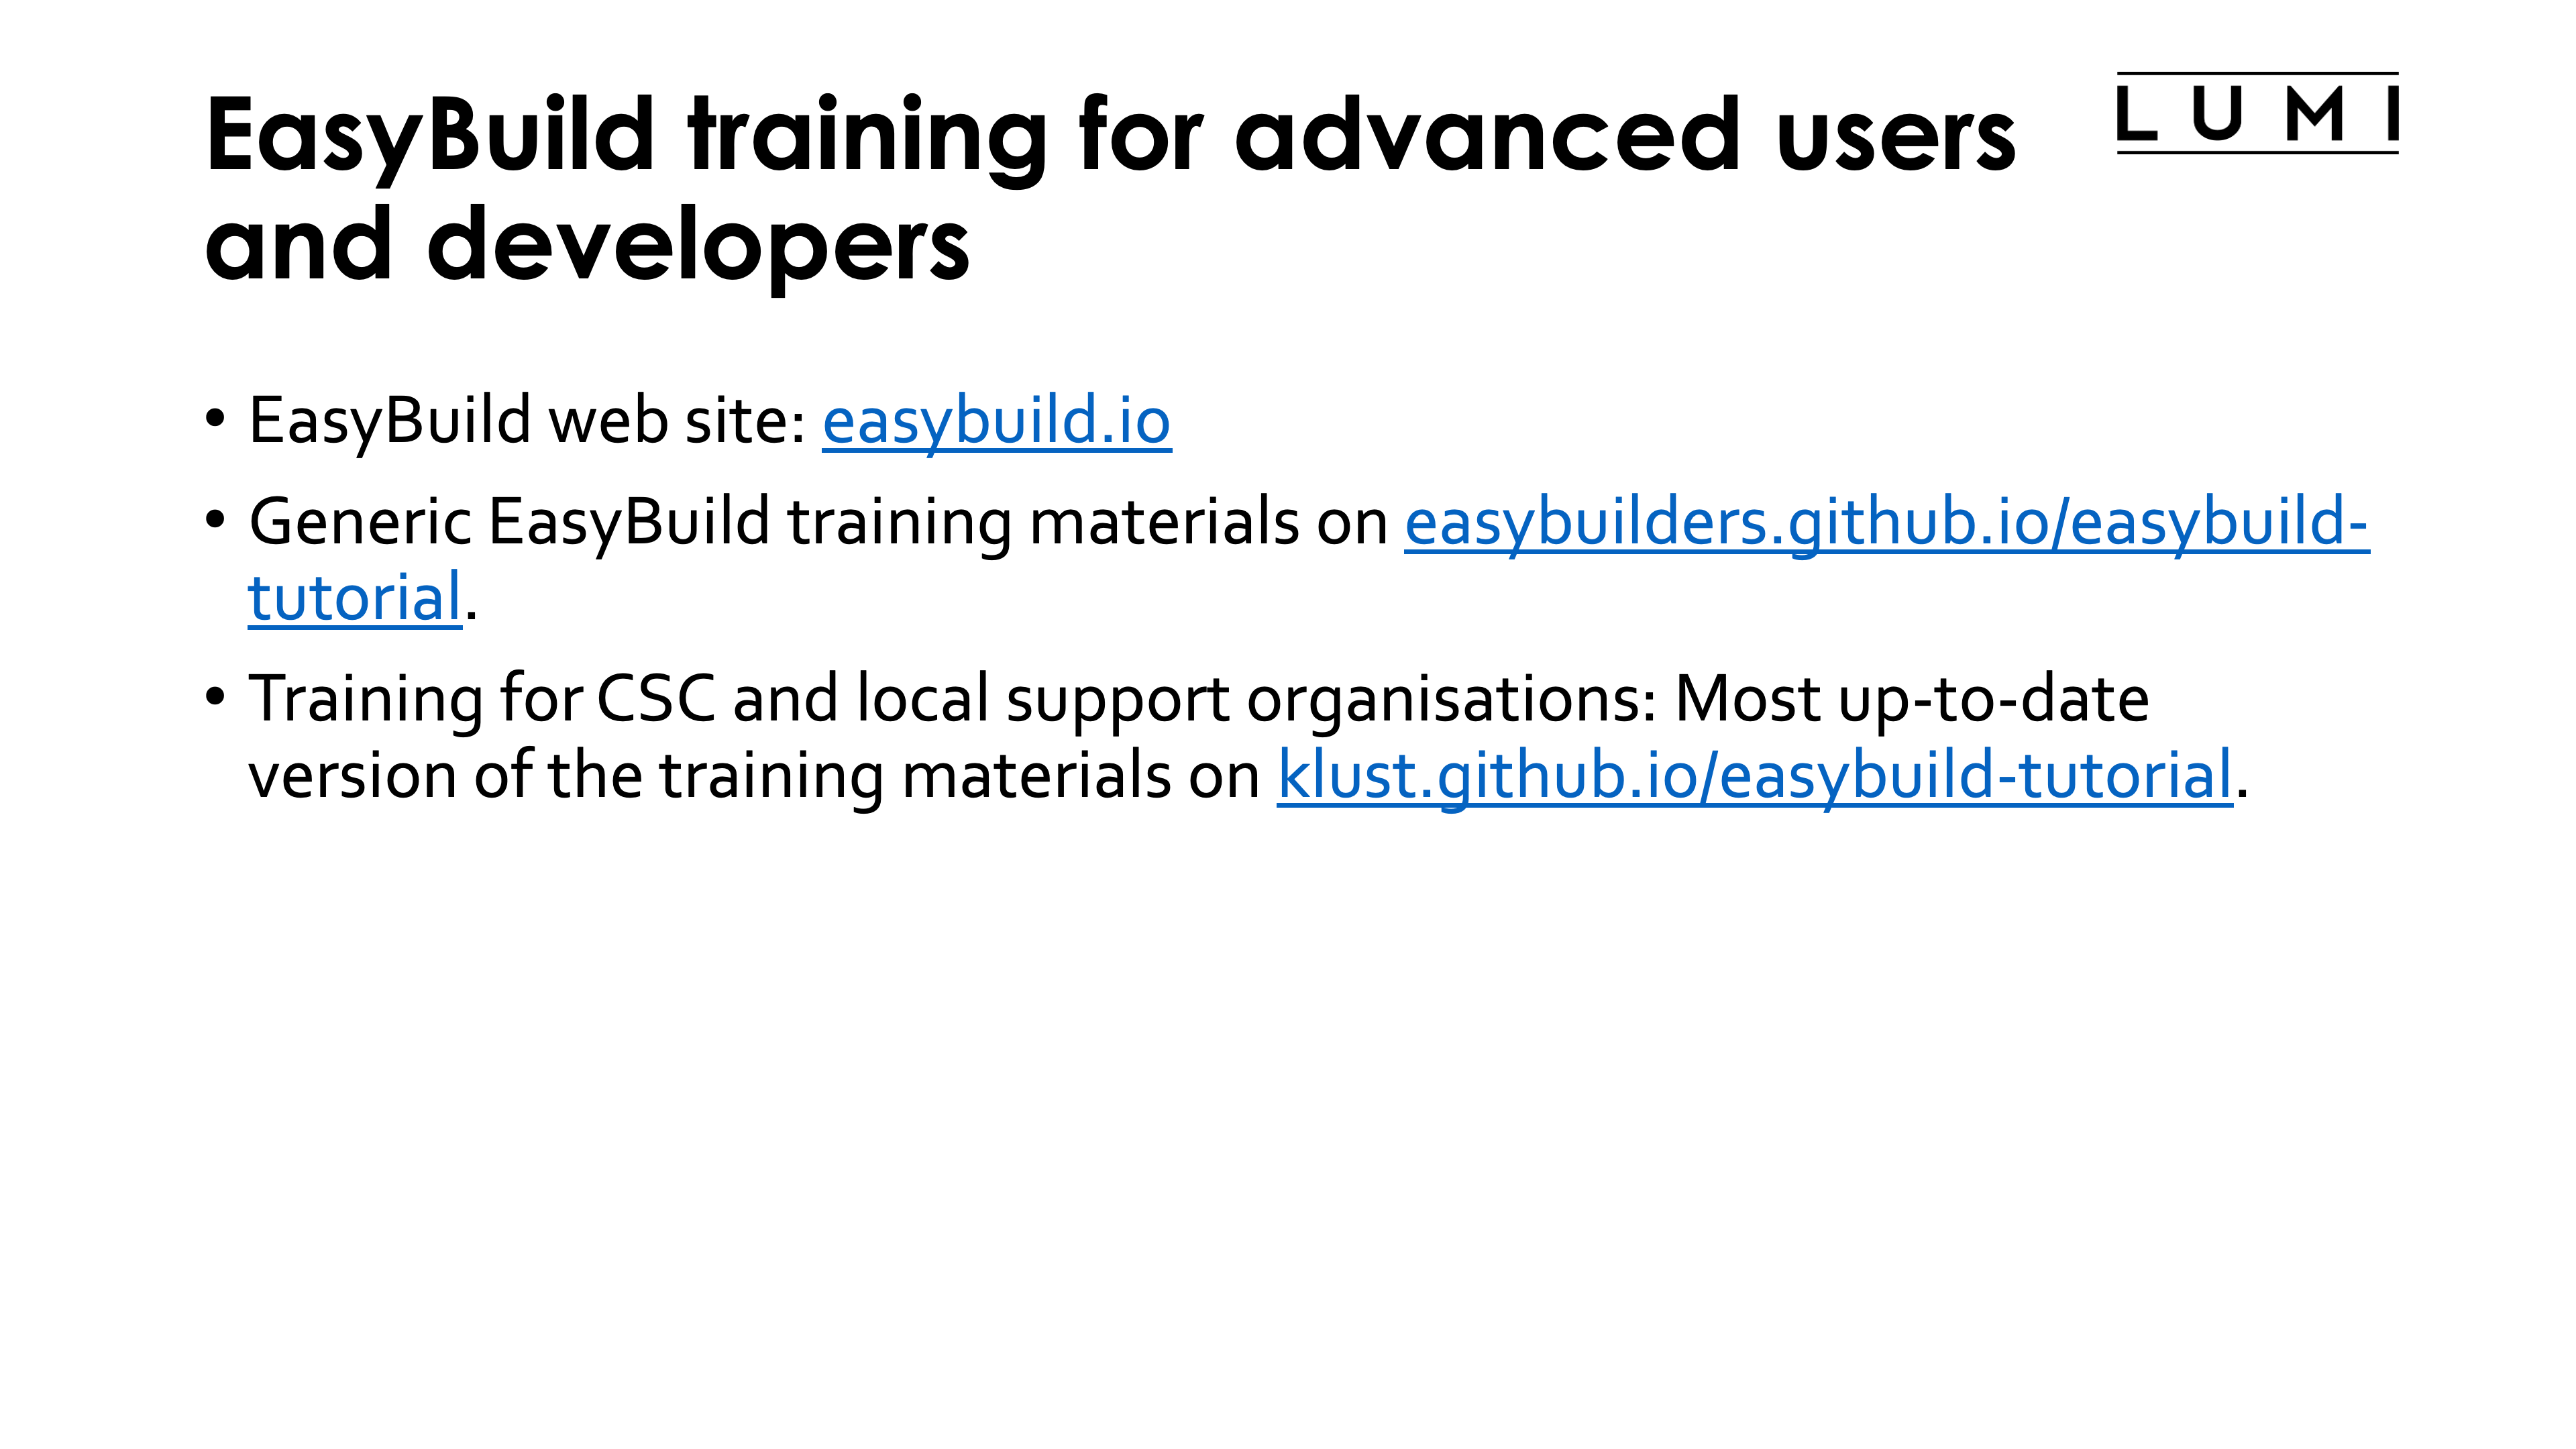 EasyBuild training for advanced users
and developers
L U M I
• EasyBuild web site: easybuild.io
• Generic EasyBuild training materials on easybuilders.github.io/easybuild-
tutorial.
• Training for CSC and local support organisations: Most up-to-date
version of the training materials on klust.github.io/easybuild-tutorial.